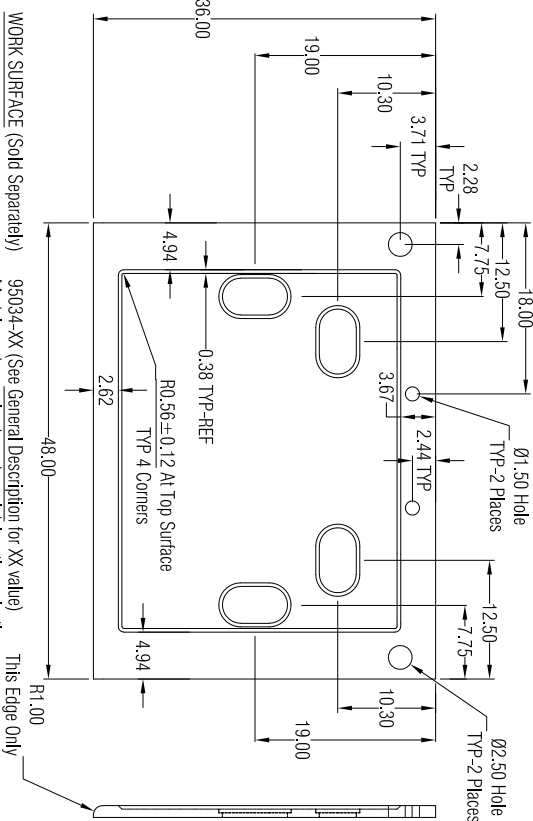 36.00
19.00
10.30
3.71 TYP
2.28
TYP
18.00
12.50
7.75
4.94
0.38 TYP-REF
3.67
2.44 TYP
Ø1.50 Hole
TYP-2 Places
R0.56±0.12 At Top Surface
TYP 4 Corners
2.62
48.00
12.50
7.75
4.94
10.30
19.00
Ø2.50 Hole
TYP-2 Places
R1.00
This Edge Only
WORK SURFACE (Sold Separately) 95034-XX (See General Description for XX value)